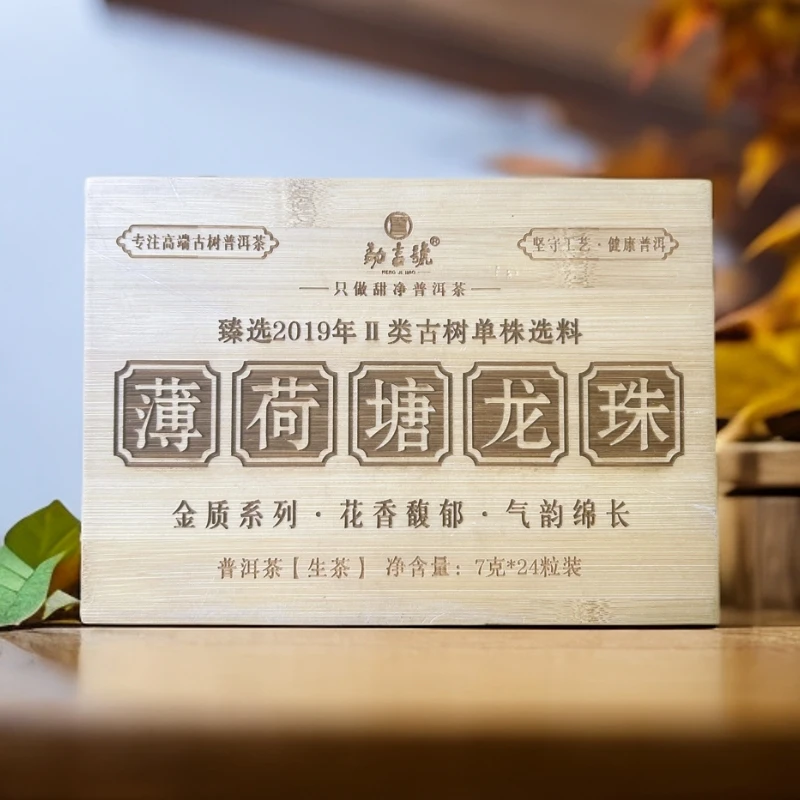 专注高端古树普洱茶
勐吉號®
坚守工艺·健康普洱
只做甜净普洱茶
臻选2019年Ⅱ类古树单株选料
薄荷塘龙珠
金质系列·花香馥郁·气韵绵长
普洱茶【生茶】 净含量:7克*24粒装